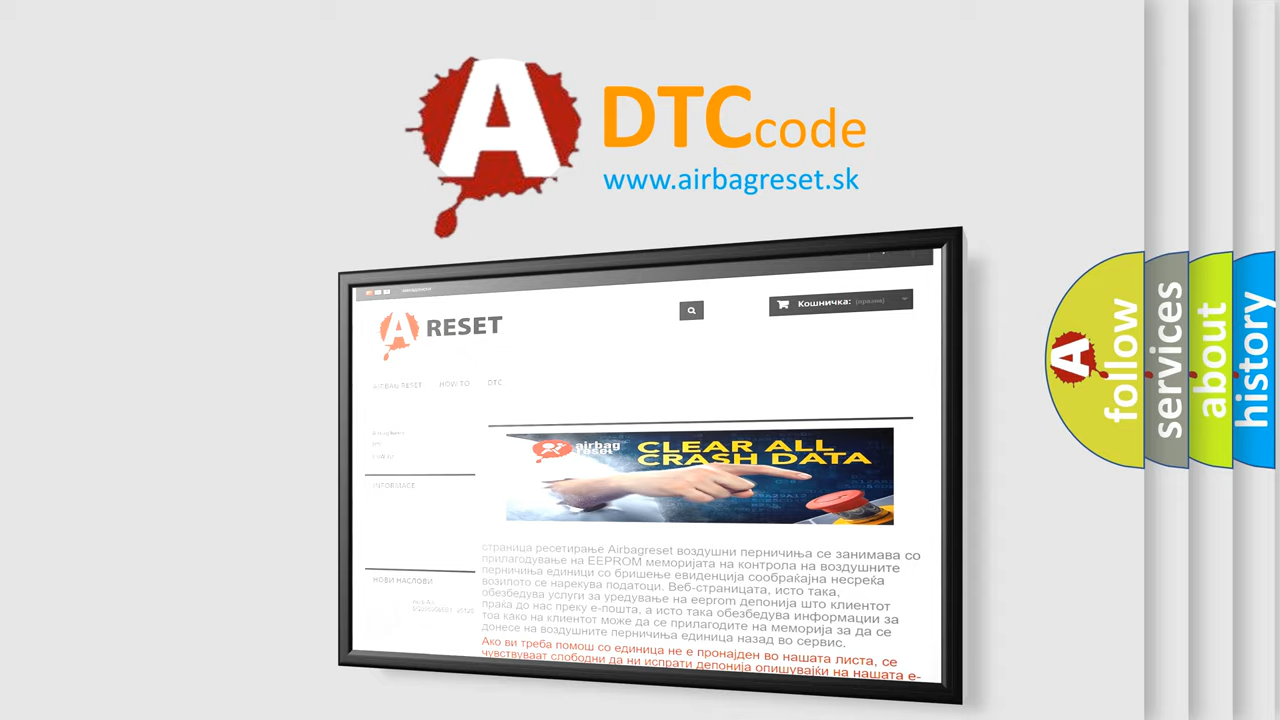 A DTCcode
www.airbagreset.sk
A RESET
Кошничка: (празна)
AIRBAG RESET HOW TO DTC
INFORMACE
airbag reset
CLEAR ALL
CRASH DATA
страница ресетирање Airbagreset воздушни перничиња се занимава со
прилагодување на EEPROM меморијата на контрола на воздушните
перничиња единици со бришење евиденција сообраќајна несреќа
возилото се нарекува податоци. Веб-страницата, исто така,
обезбедува услуги за уредување на eeprom депонија што клиентот
праќа до нас преку е-пошта, а исто така обезбедува информации за
тоа како на клиентот може да се прилагодите на меморија за да се
донесе на воздушните перничиња единица назад во сервис.
Ако ви треба помош со единица не е пронајден во нашата листа, се
чувствуваат слободни да ни испрати депонија опишувајќи на нашата е-
НОВИ НАСЛОВИ
A follow
services
about
history